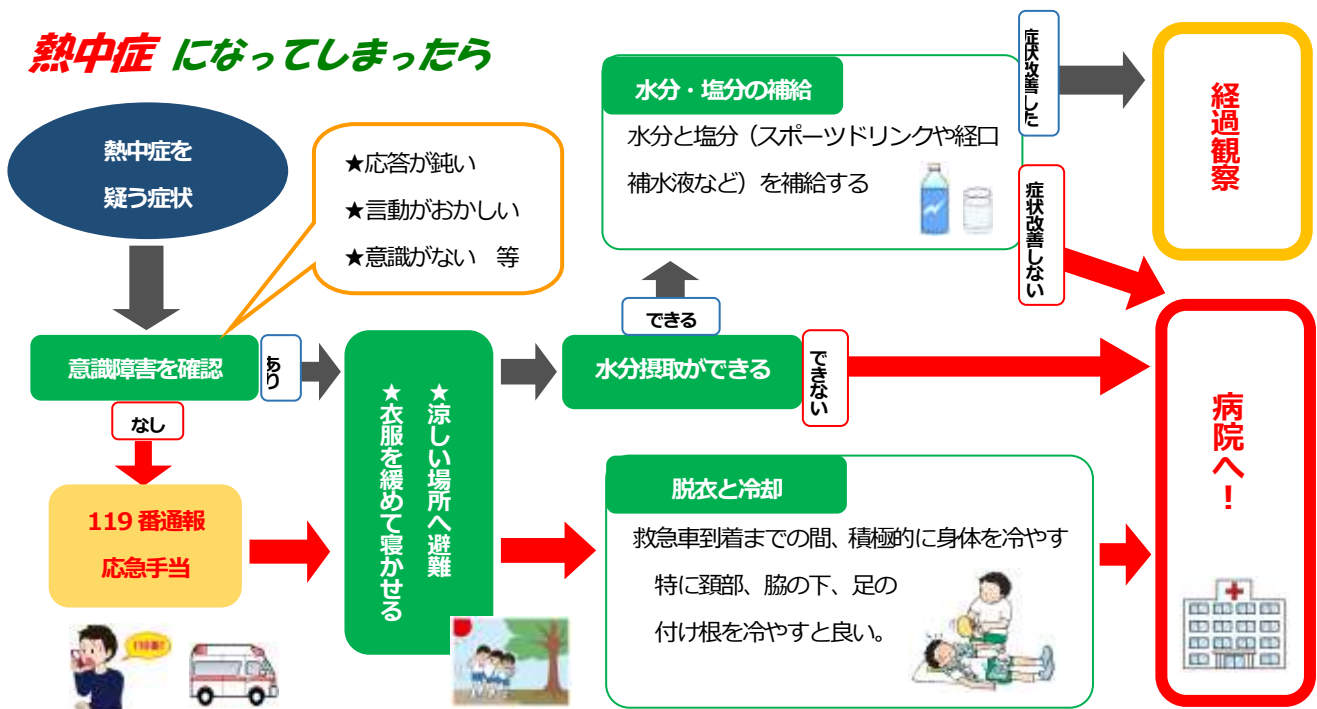 熱中症 になってしまったら
熱中症を
疑う症状
★応答が鈍い
★言動がおかしい
★意識がない 等
意識障害を確認
あり
なし
119番通報
応急手当
★涼しい場所へ避難
★衣服を緩めて寝かせる
水分摂取ができる
できる
できない
水分・塩分の補給
水分と塩分（スポーツドリンクや経口
補水液など）を補給する
症状改善した
症状改善しない
経過観察
脱衣と冷却
救急車到着までの間、積極的に身体を冷やす
特に頚部、脇の下、足の
付け根を冷やすと良い。
病院へ！